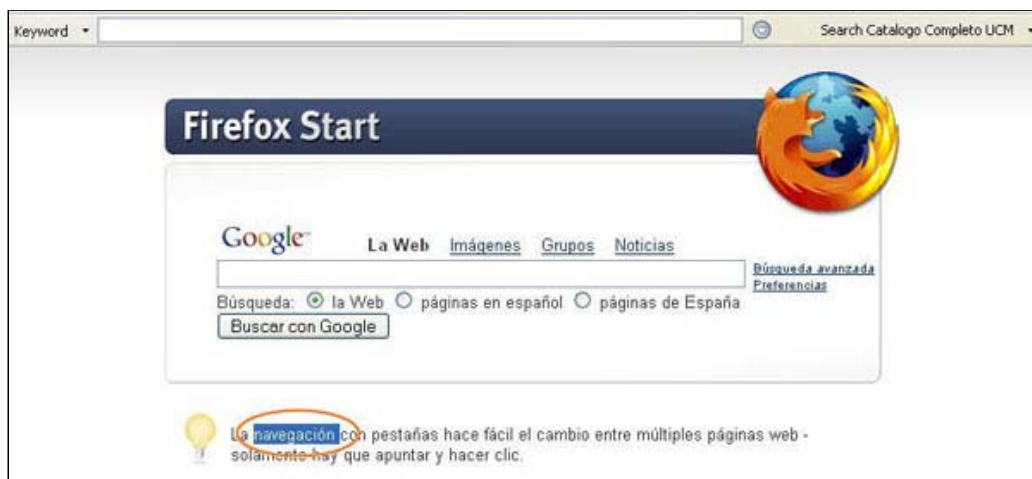 Keyword
Search Catalogo Completo UCM
Firefox Start
Google
La Web Imágenes Grupos Noticias
Búsqueda avanzada
Preferencias
Búsqueda: la Web páginas en español páginas de España
Buscar con Google
La navegación con pestañas hace fácil el cambio entre múltiples páginas web -
solamente hay que apuntar y hacer clic.